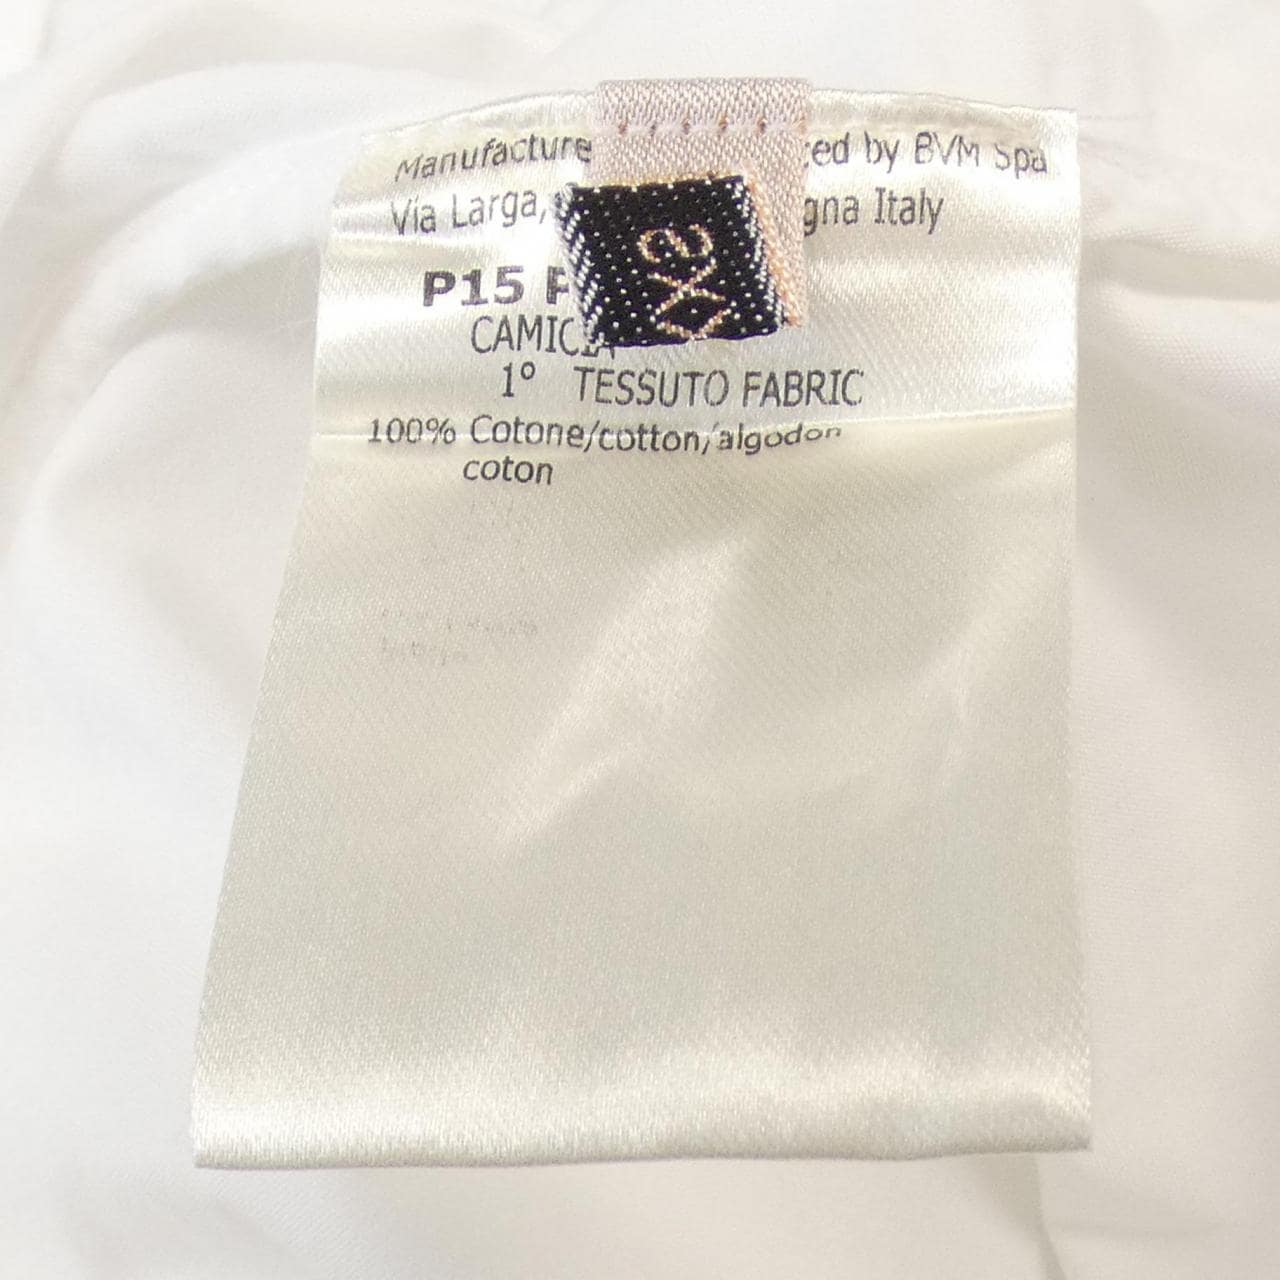 Manufacture ced by BVM Spa
Via Larga, gna Italy
P15 P
CAMICIA
1° TESSUTO FABRIC
100% Cotone/cotton/algodon
coton